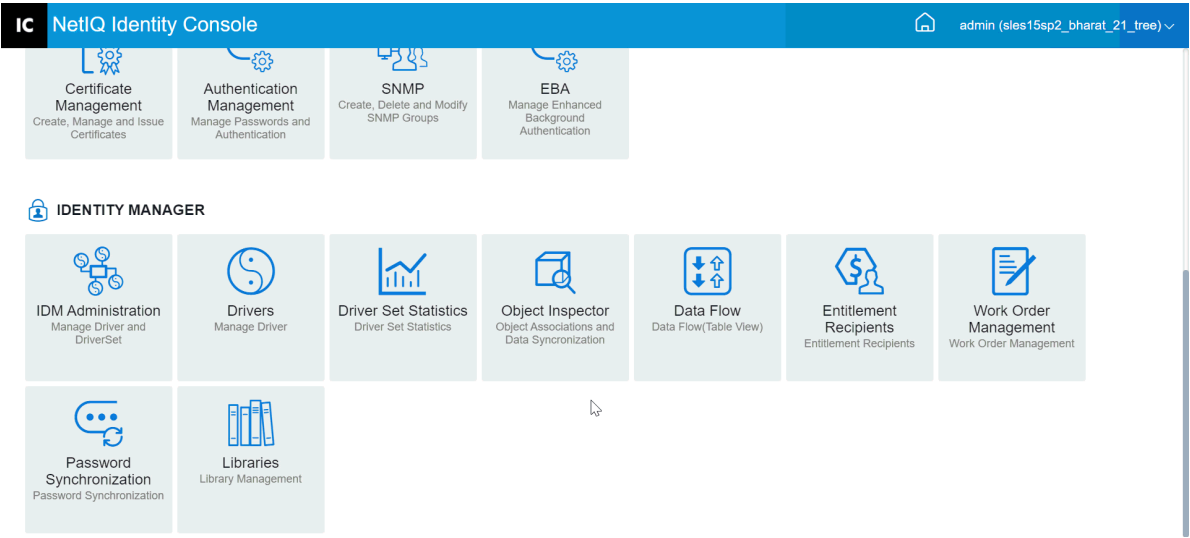 IC NetIQ Identity Console admin (sles15sp2_bharat_21_tree)
Certificate
Management
Create, Manage and Issue
Certificates
Authentication
Management
Manage Passwords and
Authentication
SNMP
Create, Delete and Modify
SNMP Groups
EBA
Manage Enhanced
Background
Authentication
IDENTITY MANAGER
IDM Administration
Manage Driver and
DriverSet
Drivers
Manage Driver
Driver Set Statistics
Driver Set Statistics
Object Inspector
Object Associations and
Data Syncronization
Data Flow
Data Flow(Table View)
Entitlement
Recipients
Entitlement Recipients
Work Order
Management
Work Order Management
Password
Synchronization
Password Synchronization
Libraries
Library Management